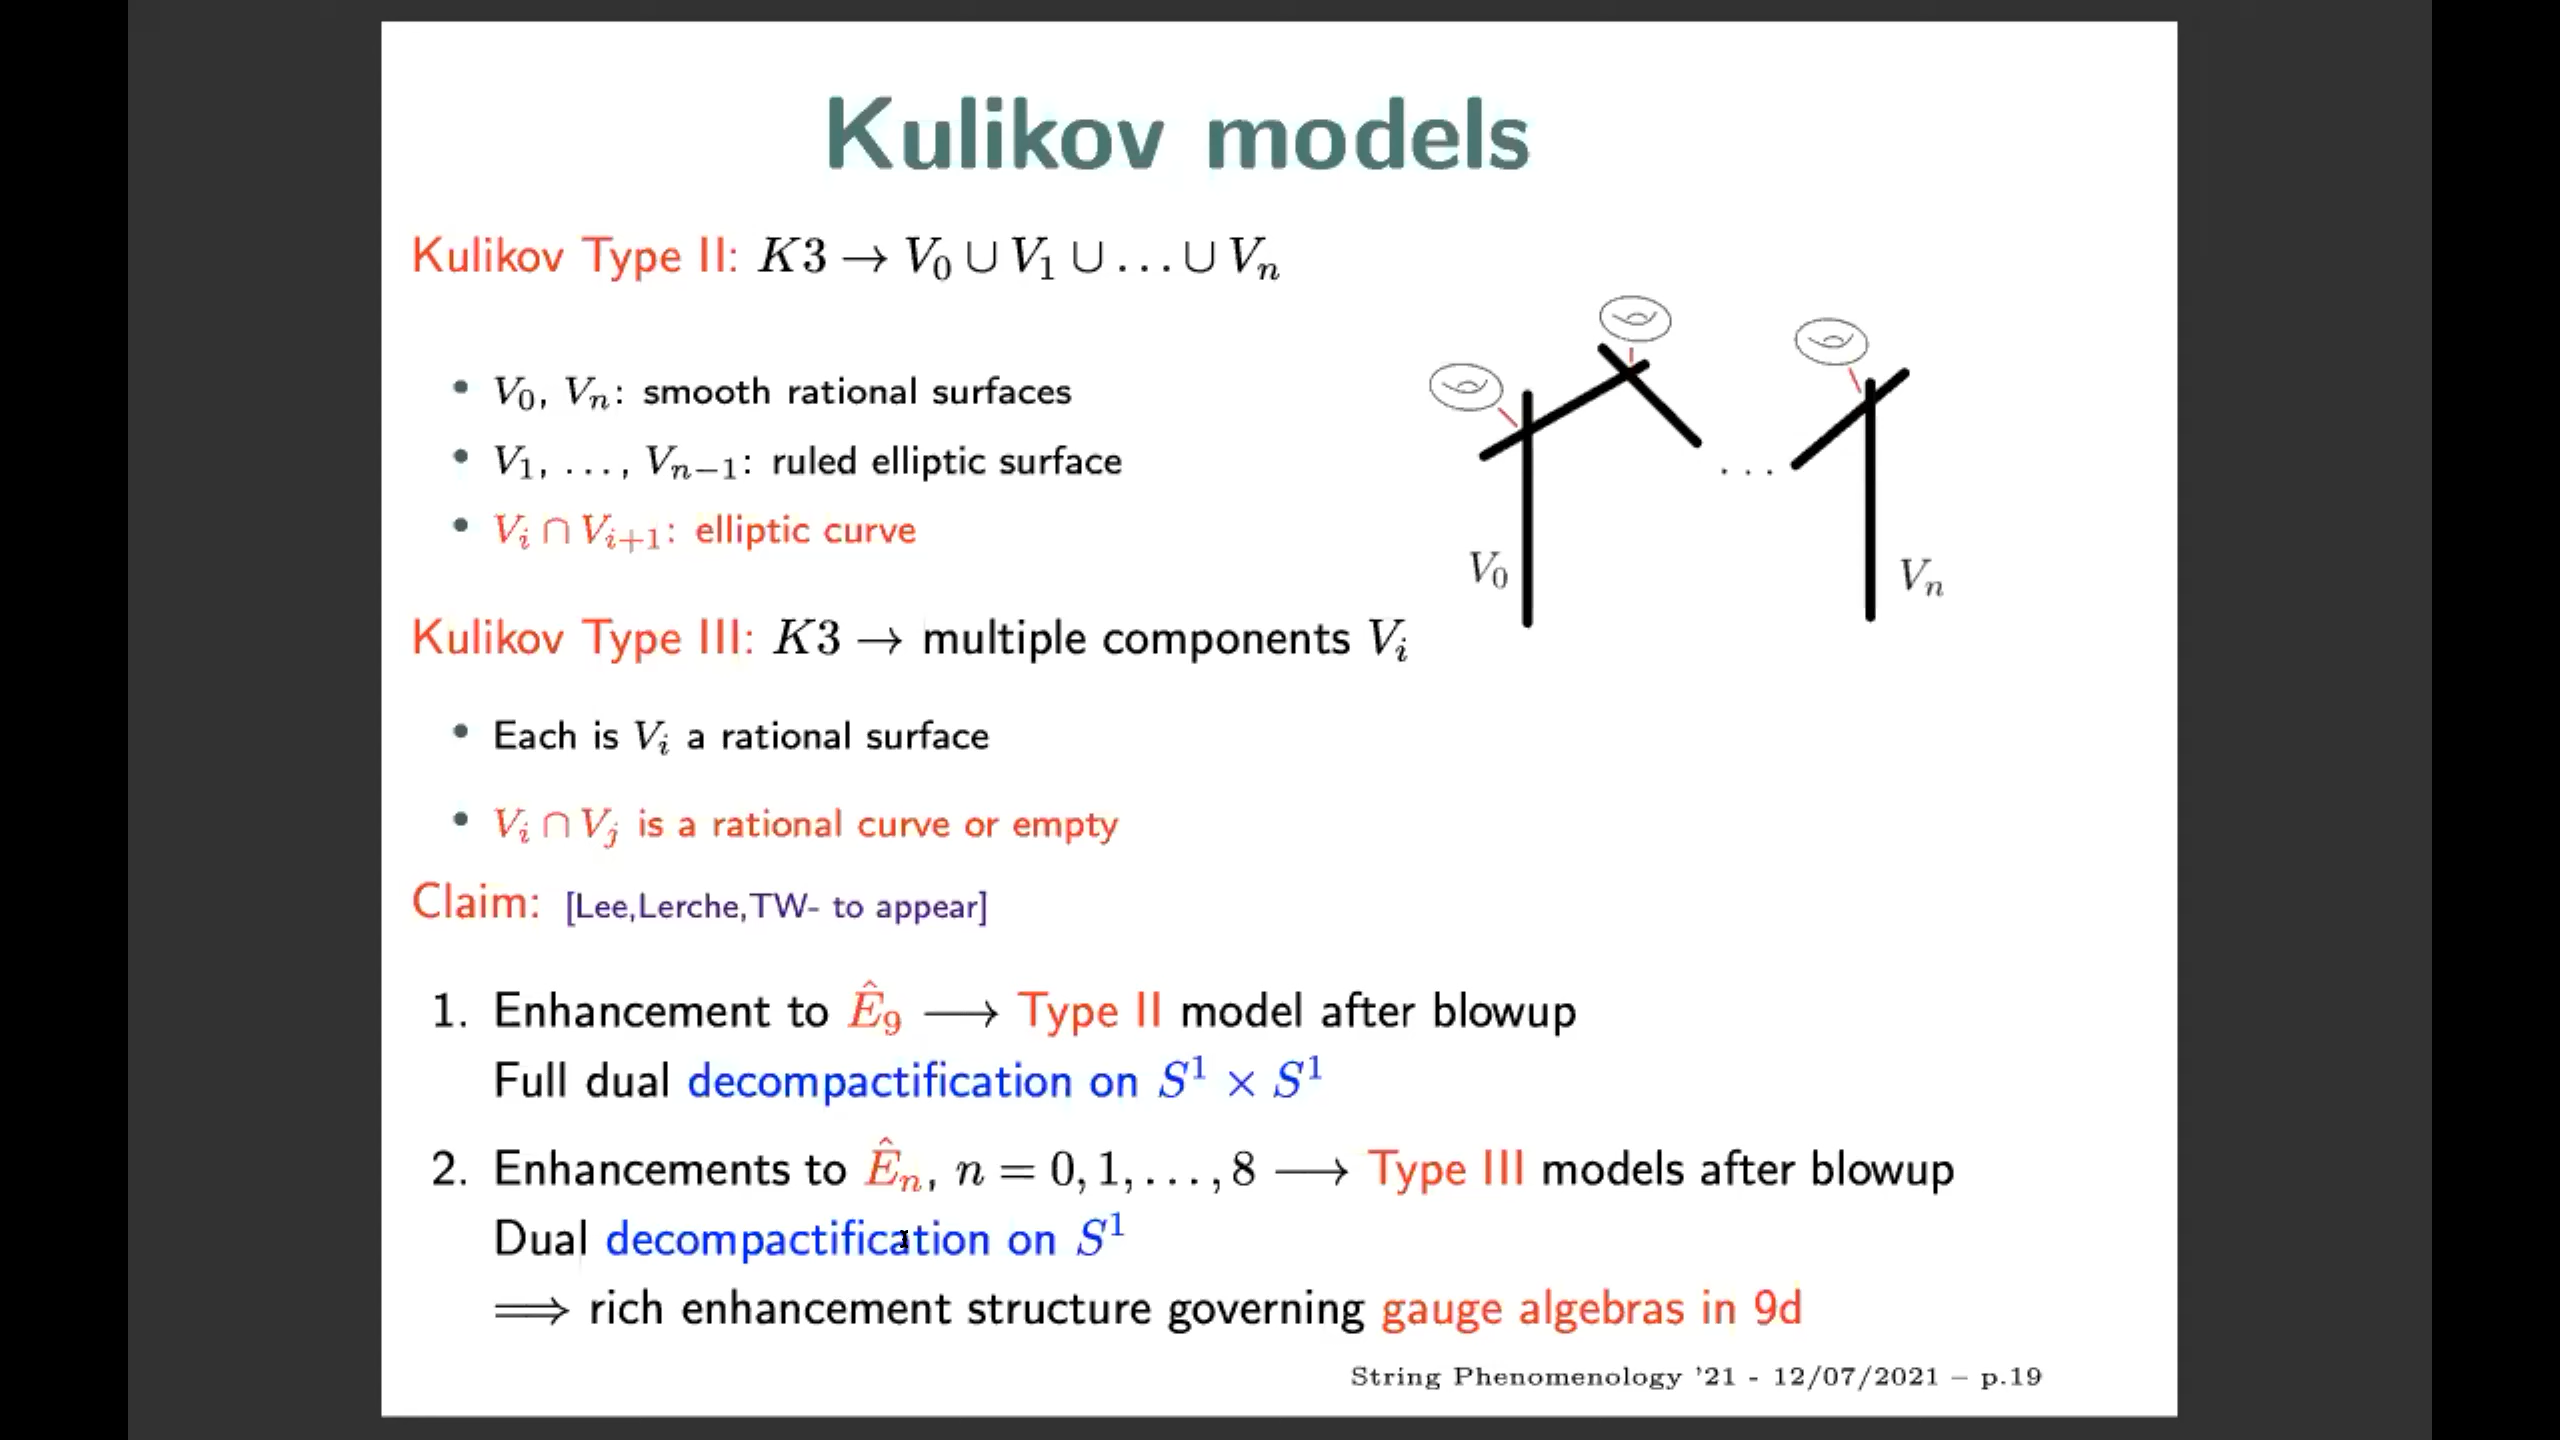 Kulikov models
Kulikov Type II: K3 → V₀ ∪ V₁ ∪ ... ∪ Vₙ
• V₀, Vₙ: smooth rational surfaces
• V₁, ..., Vₙ₋₁: ruled elliptic surface
• Vᵢ ∩ Vᵢ₊₁: elliptic curve
V₀
...
Vₙ
Kulikov Type III: K3 → multiple components Vᵢ
• Each is Vᵢ a rational surface
• Vᵢ ∩ Vⱼ is a rational curve or empty
Claim: [Lee,Lerche,TW- to appear]
1. Enhancement to Ê₉ ⟶ Type II model after blowup
Full dual decompactification on S¹ × S¹
2. Enhancements to Êₙ, n = 0, 1, ..., 8 ⟶ Type III models after blowup
Dual decompactification on S¹
⟹ rich enhancement structure governing gauge algebras in 9d
String Phenomenology '21 - 12/07/2021 – p.19